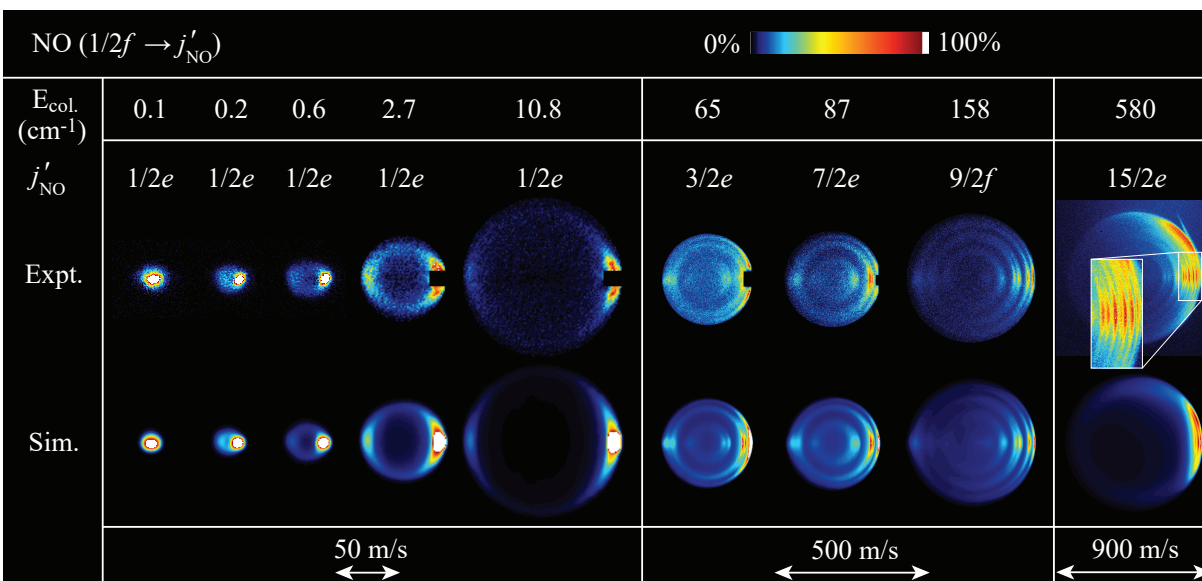 NO (1/2f → j′NO) 0% 100%
Ecol. (cm-1) 0.1 0.2 0.6 2.7 10.8 65 87 158 580
j′NO 1/2e 1/2e 1/2e 1/2e 1/2e 3/2e 7/2e 9/2f 15/2e
Expt.
Sim.
50 m/s 500 m/s 900 m/s